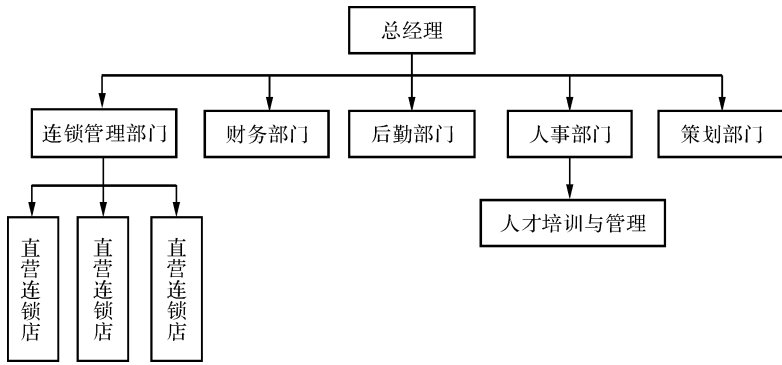 总经理
连锁管理部门
财务部门
后勤部门
人事部门
策划部门
人才培训与管理
直营连锁店
直营连锁店
直营连锁店